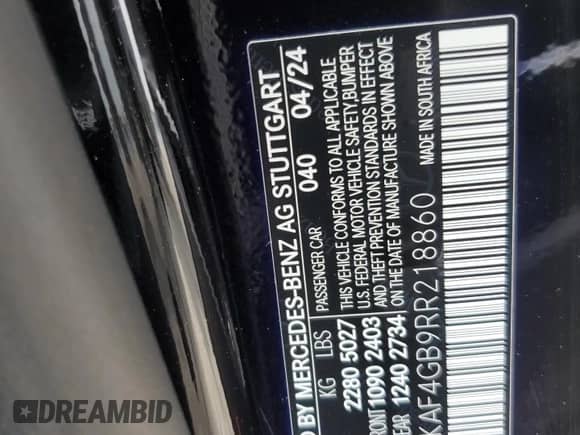 D BY MERCEDES-BENZ AG STUTTGART
040 04/24
KG LBS
2280 5027
RONT 1090 2403
EAR 1240 2734
PASSENGER CAR
THIS VEHICLE CONFORMS TO ALL APPLICABLE
U.S. FEDERAL MOTOR VEHICLE SAFETY,BUMPER
AND THEFT PREVENTION STANDARDS IN EFFECT
ON THE DATE OF MANUFACTURE SHOWN ABOVE
MADE IN SOUTH AFRICA
KAF4GB9RR218860
DREAMBID